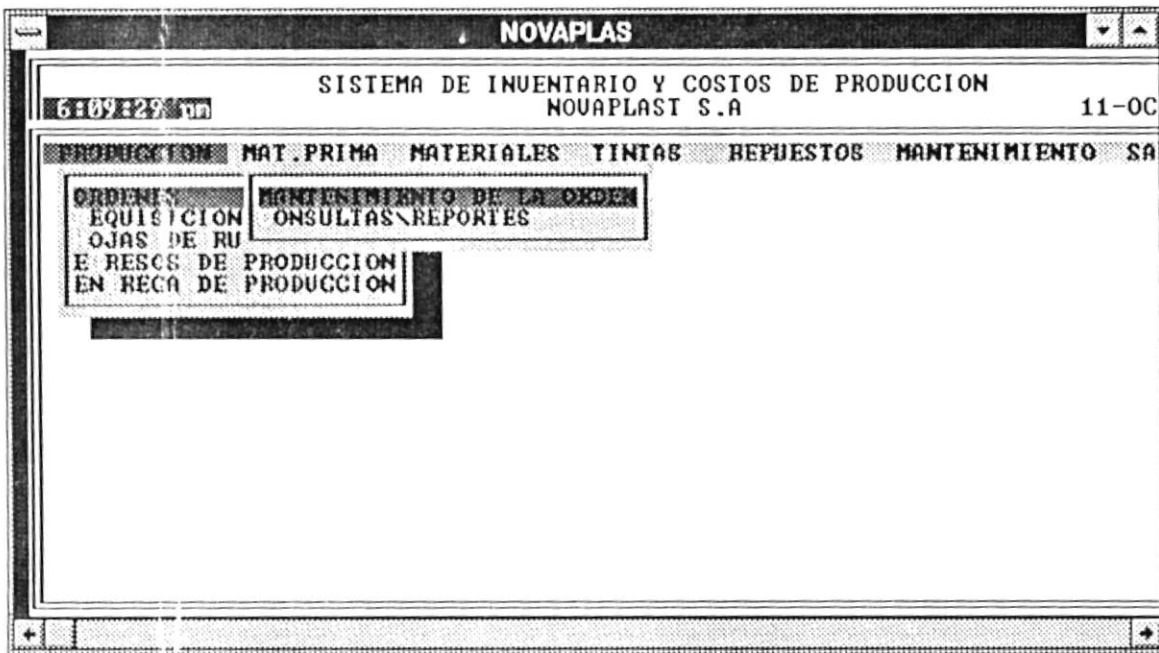 NOVAPLAS
SISTEMA DE INVENTARIO Y COSTOS DE PRODUCCION
6:09:29 pm NOVAPLAST S.A 11-OC
PRODUCCION MAT.PRIMA MATERIALES TINTAS REPUESTOS MANTENIMIENTO SA
ORDENES MANTENIMIENTO DE LA ORDEN
EQUISICION ONSULTAS\REPORTES
OJAS DE RU
E RESOS DE PRODUCCION
EN REGA DE PRODUCCION